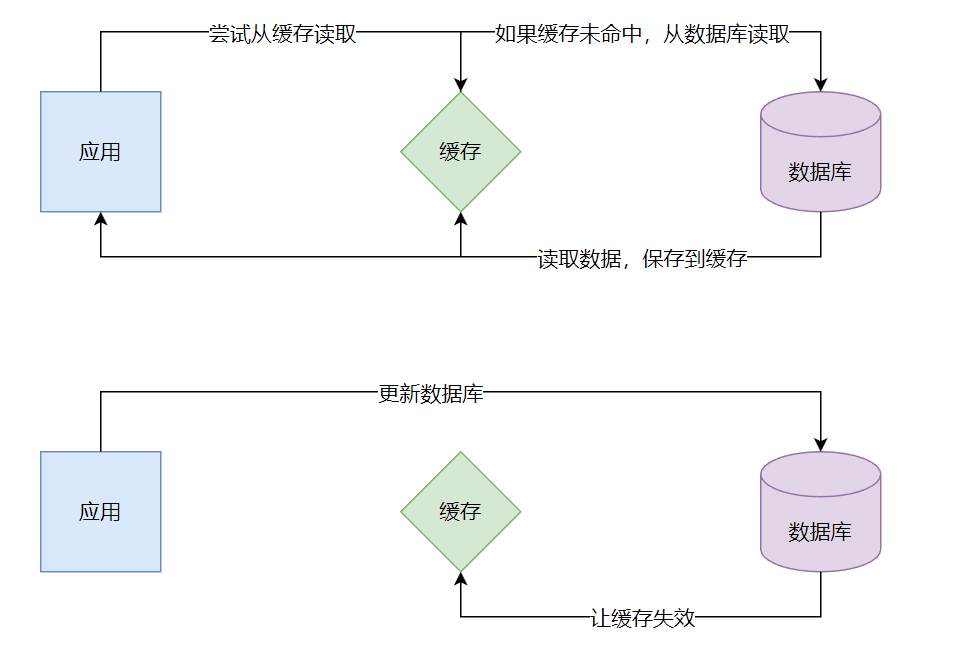 尝试从缓存读取
如果缓存未命中，从数据库读取
应用
缓存
数据库
读取数据，保存到缓存
更新数据库
应用
缓存
数据库
让缓存失效